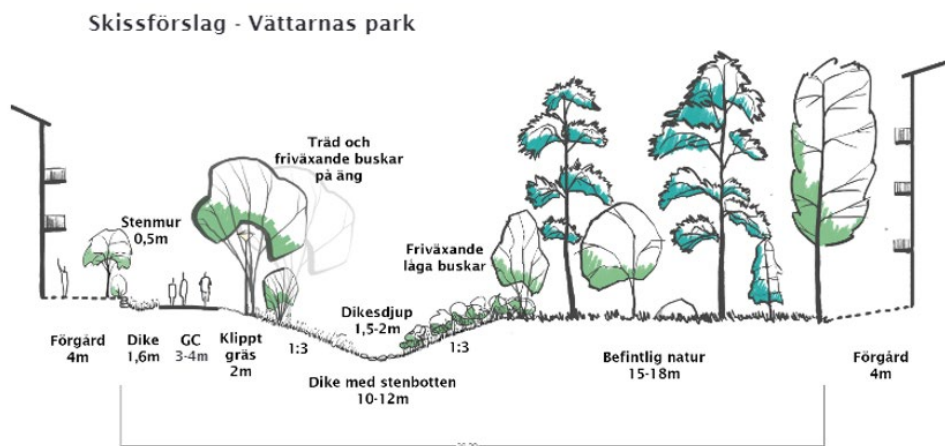 Skissförslag - Vättarnas park
Träd och
friväxande buskar
på äng
Stenmur
0,5m
Friväxande
låga buskar
Dikesdjup
1,5-2m
1:3
1:3
Förgård
4m
Dike
1,6m
GC
3-4m
Klippt
gräs
2m
Dike med stenbotten
10-12m
Befintlig natur
15-18m
Förgård
4m